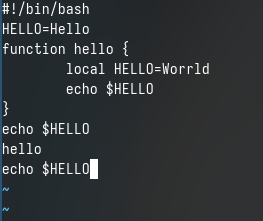 #!/bin/bash
HELLO=Hello
function hello {
        local HELLO=Worrld
        echo $HELLO
}
echo $HELLO
hello
echo $HELLO
~
~